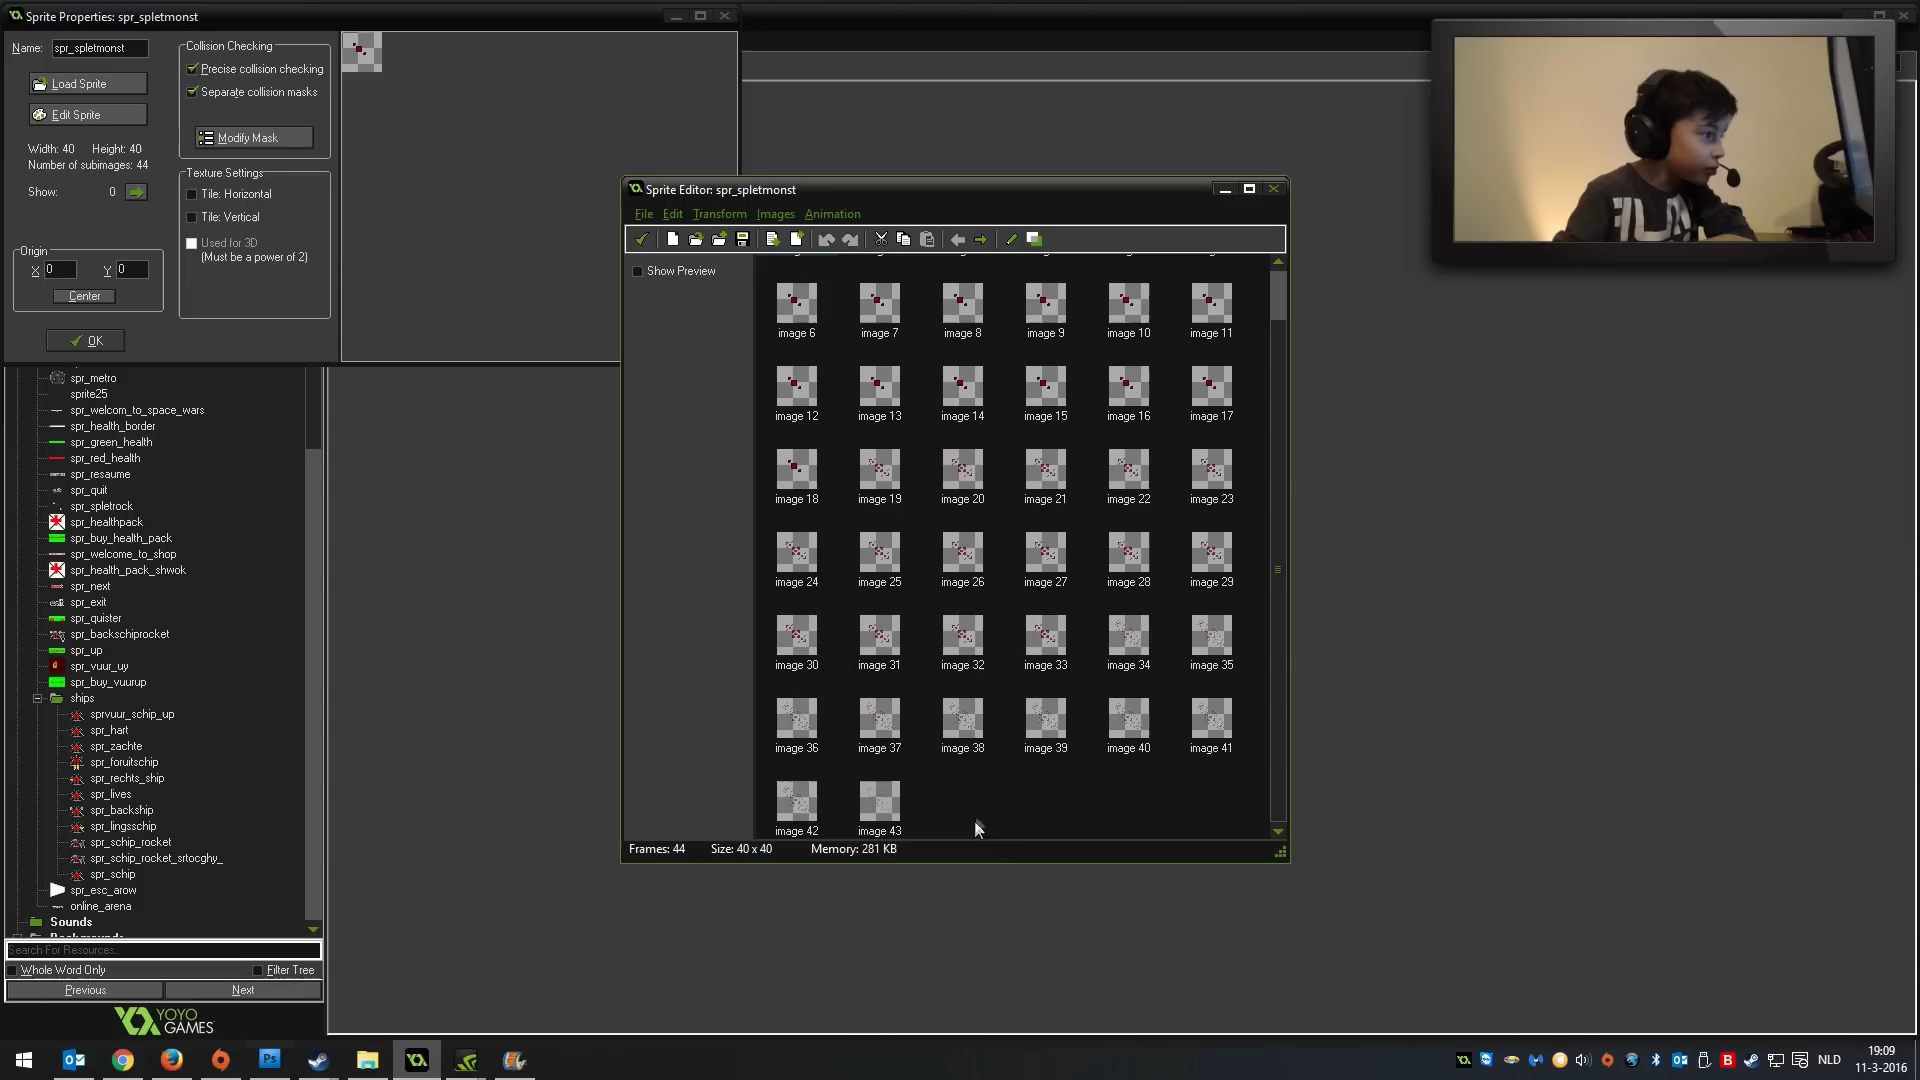 Sprite Properties: spr_spletmonst
Name: spr_spletmonst
Load Sprite
Edit Sprite
Width: 40 Height: 40
Number of subimages: 44
Show: 0
Origin
X 0 Y 0
Center
OK
Collision Checking
Precise collision checking
Separate collision masks
Modify Mask
Texture Settings
Tile: Horizontal
Tile: Vertical
Used for 3D
(Must be a power of 2)
spr_metro
sprite25
spr_welcom_to_space_wars
spr_health_border
spr_green_health
spr_red_health
spr_resaume
spr_quit
spr_spletrock
spr_healthpack
spr_buy_health_pack
spr_welcome_to_shop
spr_health_pack_shwok
spr_next
spr_exit
spr_quister
spr_backschiprocket
spr_up
spr_vuur_uy
spr_buy_vuurup
ships
sprvuur_schip_up
spr_hart
spr_zachte
spr_foruitschip
spr_rechts_ship
spr_lives
spr_backship
spr_lingsschip
spr_schip_rocket
spr_schip_rocket_srtocghy_
spr_schip
spr_esc_arow
online_arena
Sounds
Search For Resources...
Whole Word Only Filter Tree
Previous Next
YOYO
GAMES
Sprite Editor: spr_spletmonst
File Edit Transform Images Animation
Show Preview
image 6 image 7 image 8 image 9 image 10 image 11
image 12 image 13 image 14 image 15 image 16 image 17
image 18 image 19 image 20 image 21 image 22 image 23
image 24 image 25 image 26 image 27 image 28 image 29
image 30 image 31 image 32 image 33 image 34 image 35
image 36 image 37 image 38 image 39 image 40 image 41
image 42 image 43
Frames: 44 Size: 40 x 40 Memory: 281 KB
Ps
B
NLD
19:09
11-3-2016